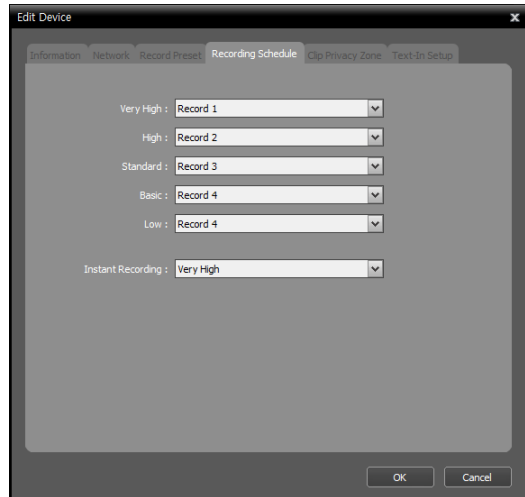 Edit Device x
Information Network Record Preset Recording Schedule Clip Privacy Zone Text-In Setup
Very High : Record 1
High : Record 2
Standard : Record 3
Basic : Record 4
Low : Record 4
Instant Recording : Very High
OK Cancel